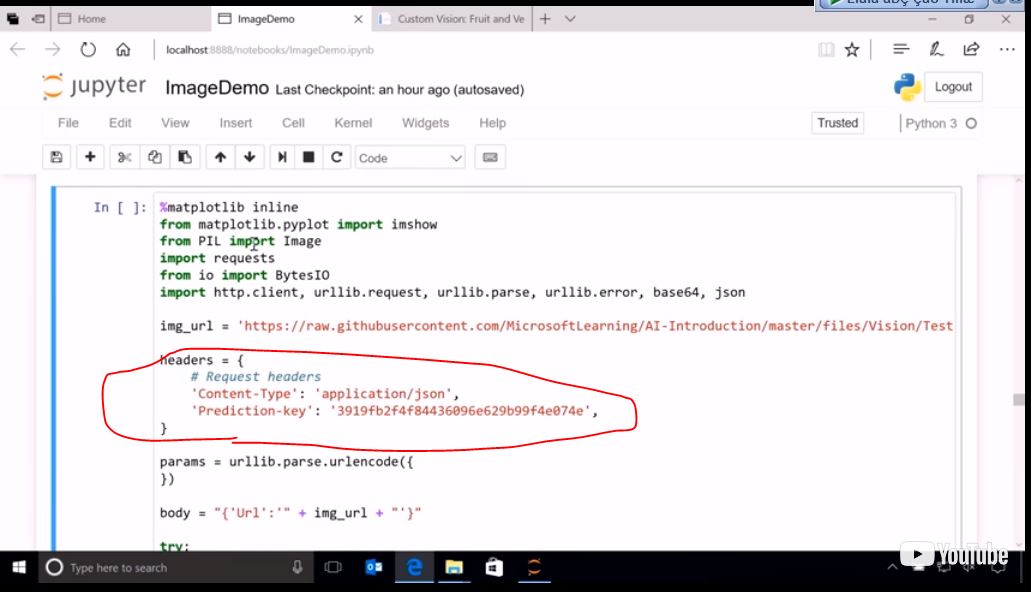 Home
ImageDemo
Custom Vision: Fruit and Ve
localhost:8888/notebooks/ImageDemo.ipynb
jupyter ImageDemo Last Checkpoint: an hour ago (autosaved)
Logout
File Edit View Insert Cell Kernel Widgets Help
Trusted
Python 3
Code
In [ ]: %matplotlib inline
from matplotlib.pyplot import imshow
from PIL import Image
import requests
from io import BytesIO
import http.client, urllib.request, urllib.parse, urllib.error, base64, json
img_url = 'https://raw.githubusercontent.com/MicrosoftLearning/AI-Introduction/master/files/Vision/Test
headers = {
# Request headers
'Content-Type': 'application/json',
'Prediction-key': '3919fb2f4f84436096e629b99f4e074e',
}
params = urllib.parse.urlencode({
})
body = "{'Url':'" + img_url + "'}"
try:
YouTube
Type here to search